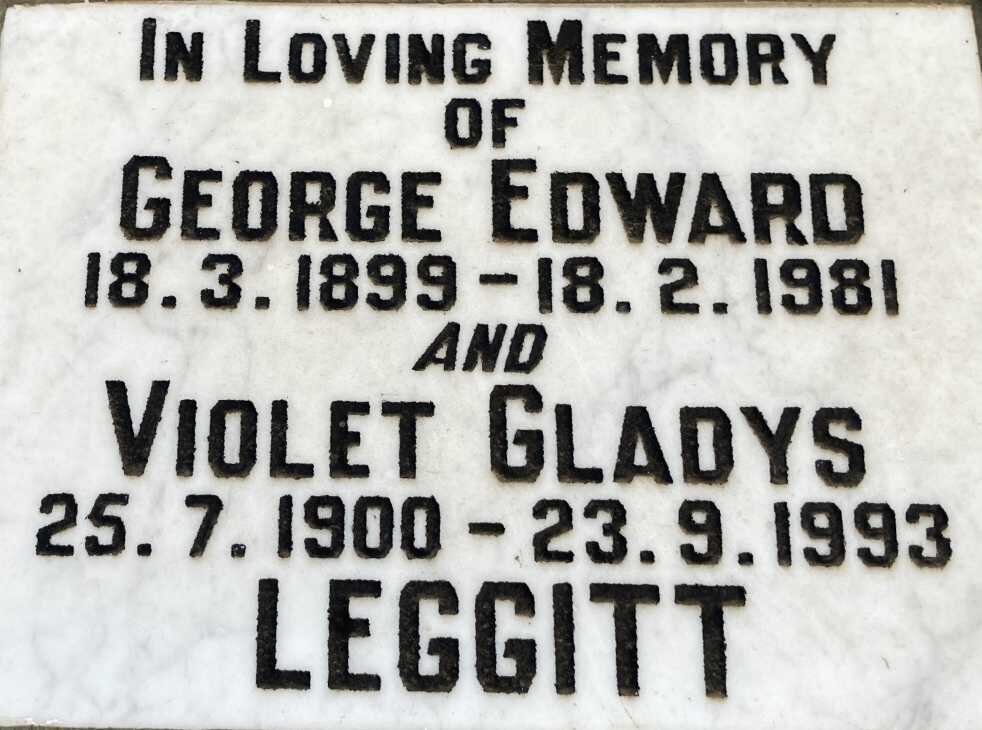 IN LOVING MEMORY
OF
GEORGE EDWARD
18.3.1899-18.2.1981
AND
VIOLET GLADYS
25.7.1900-23.9.1993
LEGGITT